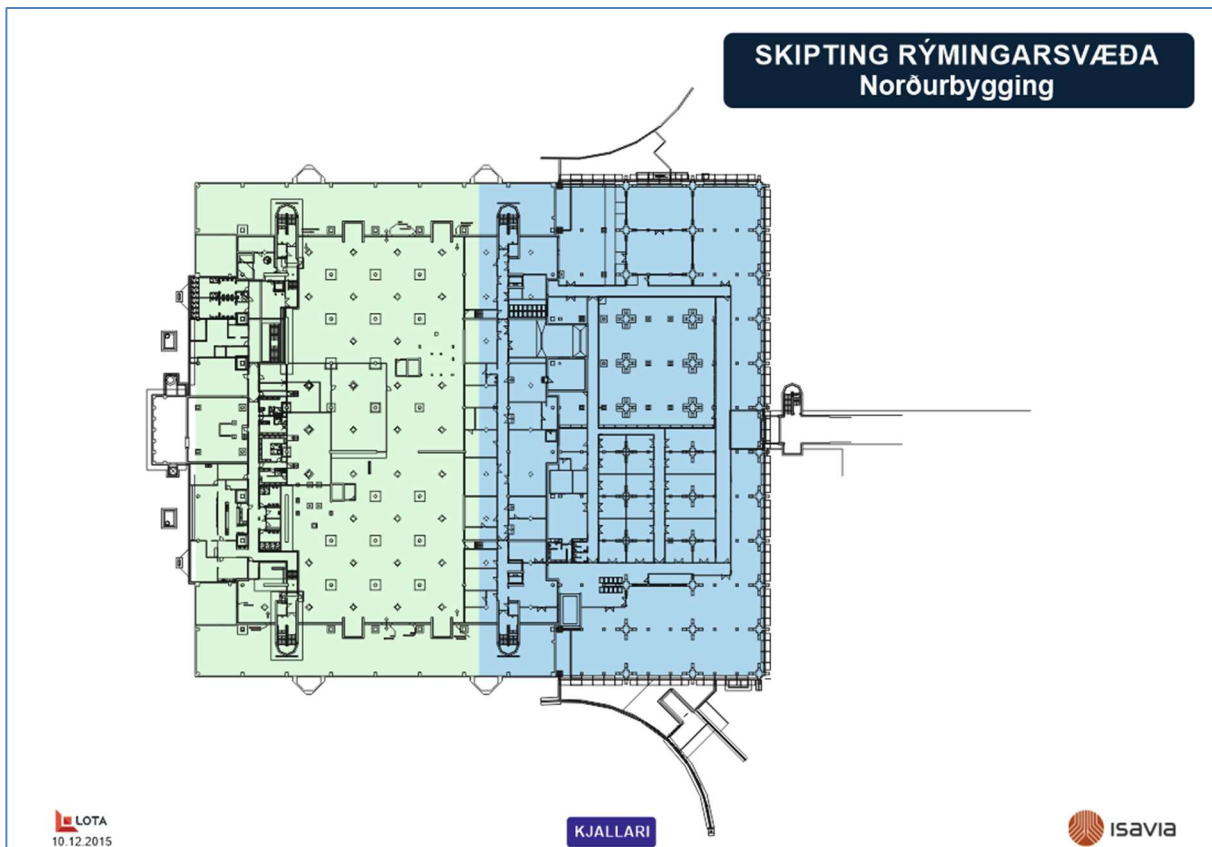 SKIPTING RÝMINGARSVÆÐA
Norðurbygging
LOTA
10.12.2015
KJALLARI
ISAVIA